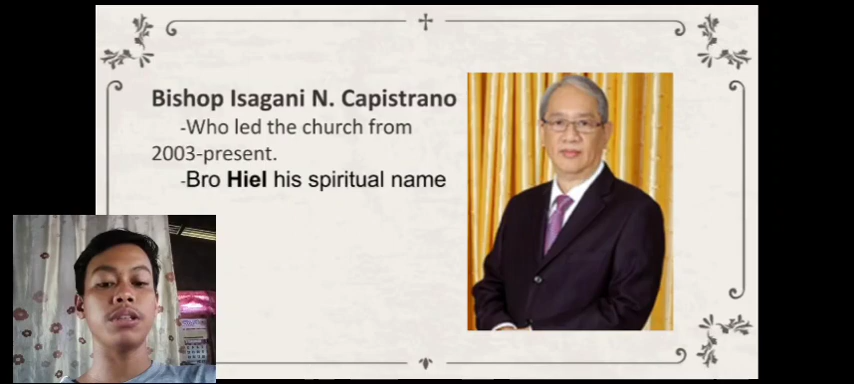 Bishop Isagani N. Capistrano
-Who led the church from
2003-present.
-Bro Hiel his spiritual name